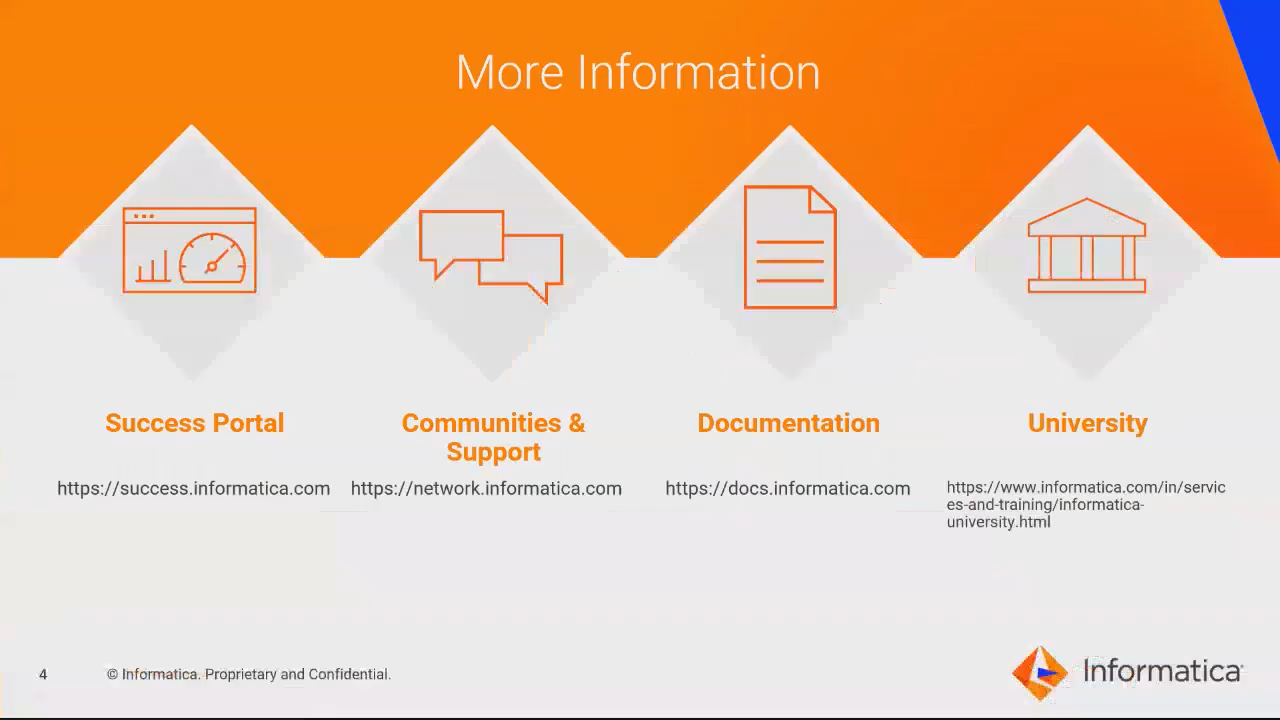 More Information
Success Portal
https://success.informatica.com
Communities &
Support
https://network.informatica.com
Documentation
https://docs.informatica.com
University
https://www.informatica.com/in/servic
es-and-training/informatica-
university.html
4
© Informatica. Proprietary and Confidential.
Informatica